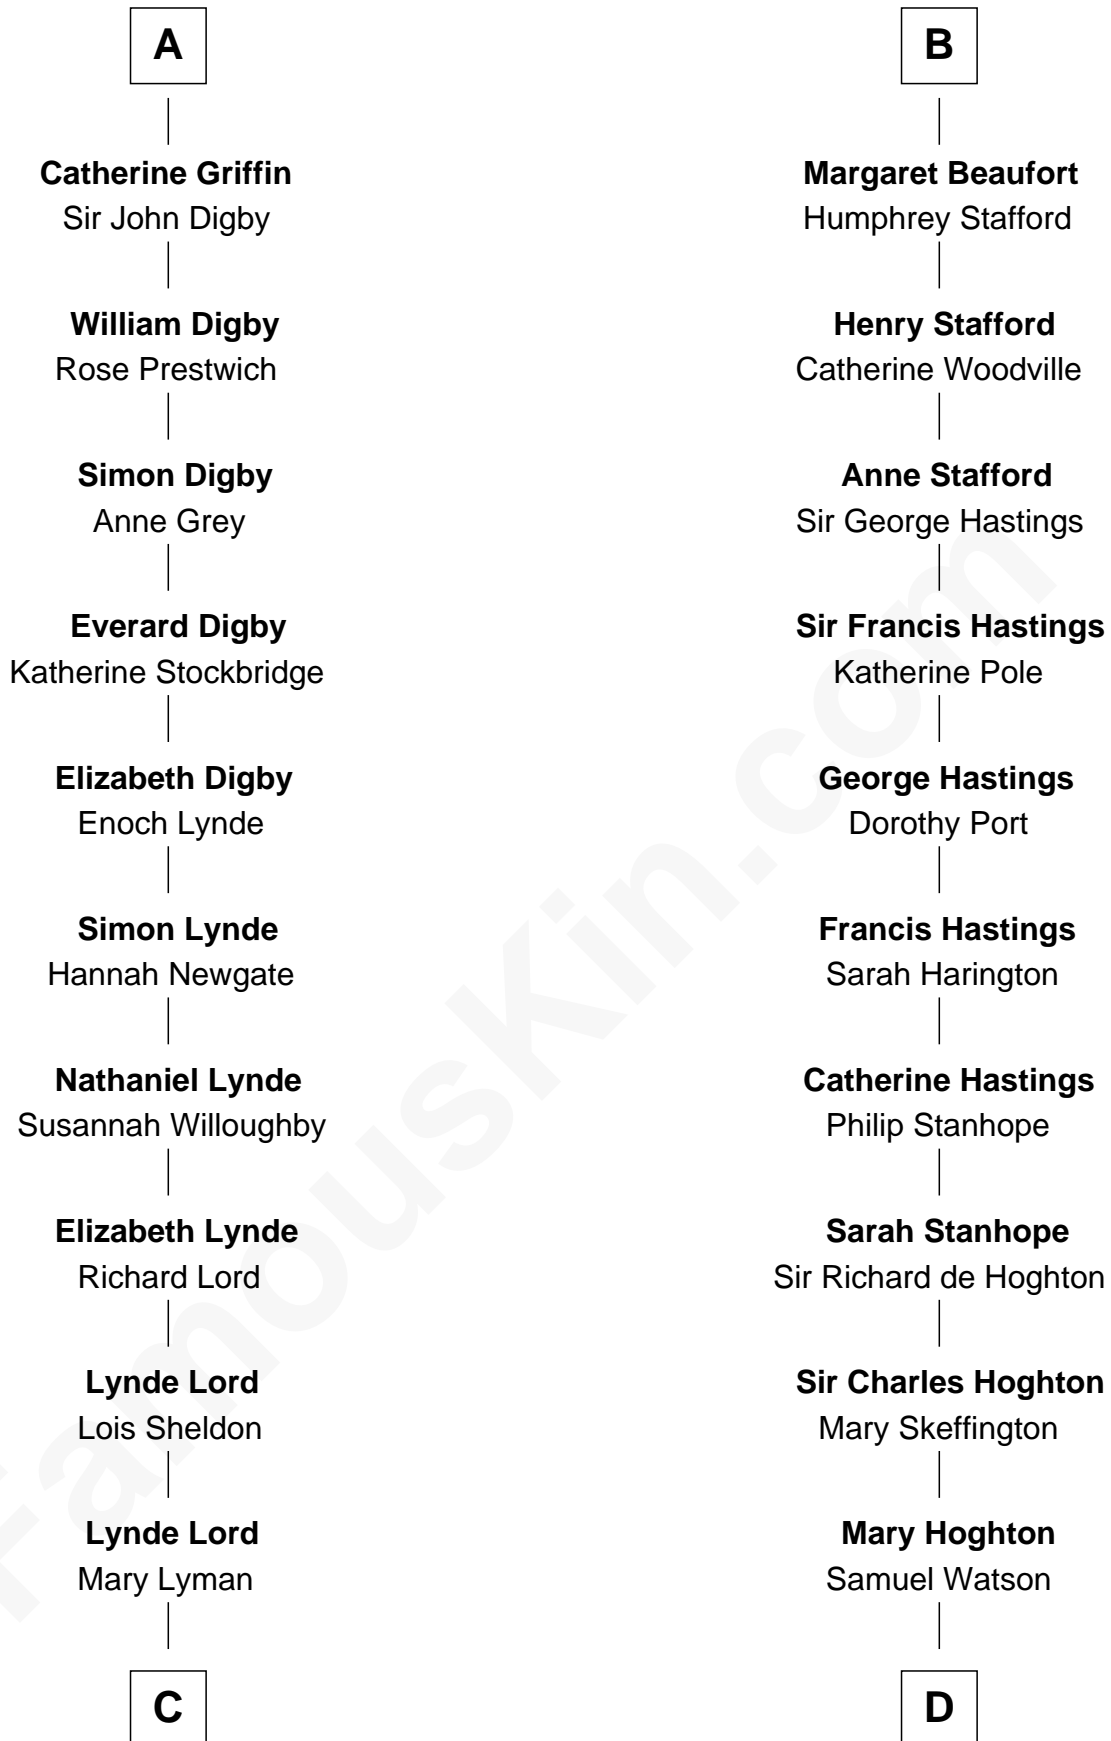 A
Catherine Griffin
Sir John Digby
William Digby
Rose Prestwich
Simon Digby
Anne Grey
Everard Digby
Katherine Stockbridge
Elizabeth Digby
Enoch Lynde
Simon Lynde
Hannah Newgate
Nathaniel Lynde
Susannah Willoughby
Elizabeth Lynde
Richard Lord
Lynde Lord
Lois Sheldon
Lynde Lord
Mary Lyman
C
B
Margaret Beaufort
Humphrey Stafford
Henry Stafford
Catherine Woodville
Anne Stafford
Sir George Hastings
Sir Francis Hastings
Katherine Pole
George Hastings
Dorothy Port
Francis Hastings
Sarah Harington
Catherine Hastings
Philip Stanhope
Sarah Stanhope
Sir Richard de Hoghton
Sir Charles Hoghton
Mary Skeffington
Mary Hoghton
Samuel Watson
D
FamousKin.com